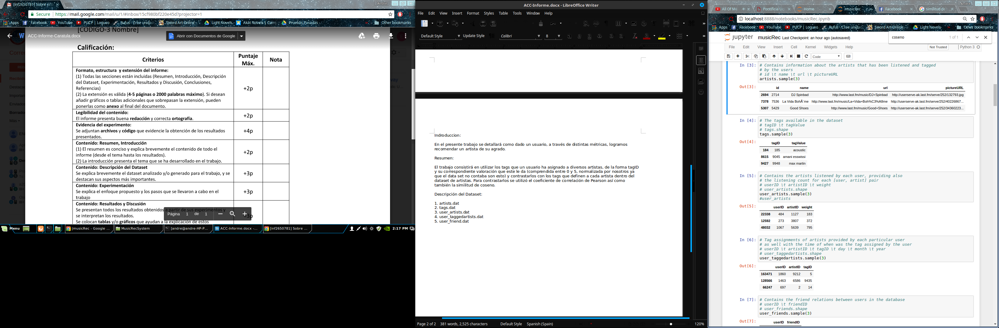 [inf2650781] Sobre en
Andre
Secure
https://mail.google.com/mail/u/1/#inbox/15cf980bf220e45d?projector=1
Apps
Facebook
YouTube
PUCP | Logueo
Rufus - Cree unidad
Sword Art Online
Light Novels
Akat Novels \ Camp
Pruebas Pasadas
Other bookmarks
[CODIGO-3 Nombre]
ACC-Informe-Caratula.docx
Abrir con Documentos de Google
Calificación:
Criterios
Puntaje
Máx.
Nota
Formato, estructura y extensión del informe:
(1) Todas las secciones están incluidas (Resumen, Introducción, Descripción
del Dataset, Experimentación, Resultados y Discusión, Conclusiones,
Referencias)
(2) La extensión es válida (4-5 páginas o 2000 palabras máximo). Si desean
añadir gráficos o tablas adicionales que sobrepasan la extensión, pueden
ponerlas como anexo al final del documento.
+2p
Legibilidad del contenido:
El informe presenta buena redacción y correcta ortografía.
+2p
Evidencia del experimento:
Se adjuntan archivos y código que evidencie la obtención de los resultados
presentados.
+4p
Contenido: Resumen, Introducción
(1) El resumen es conciso y explica brevemente el contenido de todo el
informe (desde el tema hasta los resultados).
(2) La introducción presenta el tema que se ha desarrollado en el trabajo.
+2p
Contenido: Descripción del Dataset
Se explica brevemente el dataset analizado y/o generado para el trabajo, y se
destacan sus aspectos más importantes.
+3p
Contenido: Experimentación
Se explica el enfoque propuesto y los pasos que se llevaron a cabo en el
trabajo
+3p
Contenido: Resultados y Discusión
Se presentan todos los resultados obtenidos a partir de sus experimentos y
se interpretan los resultados.
Se colocan tablas y/o gráficos que ayudan a la explicación de estos
+3p
Página 1 de 1
Menu
]musicRec - Google ...
MusicRecSystem
[andre@andre-HP-P...
ACC-Informe.docx -...
[inf2650781] Sobre ...
2:17 PM
ACC-Informe.docx - LibreOffice Writer
File Edit View Insert Format Styles Table Tools Window Help
Default Style
Update Style
Calibri
8
Indroduccion:
En el presente trabajo se detallará como dado un usuario, a través de distintas métricas, logramos
recomendar un artista de su agrado.
Resumen:
El trabajo consistirá en utilizar los tags que un usuario ha asignado a diversos artistas, de la forma tagID
y su correspondiente valoración que este le da (comprendida entre 0 y 5, normalizada por nosotros ya
que el data set no contaba son esto) y contrastarlos con los tags que definen a cada artista dentro del
dataset de artistas. Para contrastarlos se utilizó el coeficiente de correlación de Pearson así como
también la similitud de coseno.
Descripción del Dataset:
1. artists.dat
2. tags.dat
3. user_artists.dat
4. user_taggedartists.dat
5. user_friend.dat
Page 2 of 2
381 words, 2,525 characters
Default Style
Spanish (Spain)
120%
All Of Me
Pontificia Un
Home
musicRec
Facebook
similitud de
Andre
localhost:8888/notebooks/musicRec.ipynb
Apps
Facebook
YouTube
PUCP | Logueo
Rufus - Cree unidad
Sword Art Online
Light Novels
Other bookmarks
jupyter musicRec Last Checkpoint: an hour ago (autosaved)
coseno
1 of 1
File Edit View Insert Cell Kernel Widgets Help
Not Trusted
Python 3
Code
In [3]:
# Contains information about the artists that has been listened and tagged
# by the users
# id \t name \t url \t pictureURL
artists.sample(3)
Out[3]:
id name url pictureURL
2694 2714 DJ Spinbad http://www.last.fm/music/DJ+Spinbad http://userserve-ak.last.fm/serve/252/132793.jpg
7378 7536 La Vida BohÃ¨me http://www.last.fm/music/La+Vida+Boh%C3%A8me http://userserve-ak.last.fm/serve/252/40226867...
5307 5429 Good Shoes http://www.last.fm/music/Good+Shoes http://userserve-ak.last.fm/serve/252/34360223...
In [4]:
# The tags available in the dataset
# tagID \t tagValue
# tags.shape
tags.sample(3)
Out[4]:
tagID tagValue
184 185 acoustic
8615 9045 amani esswissi
9427 9948 max martin
In [5]:
# Contains the artists listened by each user, providing also
# the listening count for each [user, artist] pair
# userID \t artistID \t weight
# user_artists.shape
user_artists.sample(3)
#user_artists
Out[5]:
userID artistID weight
22338 484 1127 183
12592 273 3807 372
48032 1067 5639 795
In [6]:
# Tag assignments of artists provided by each particular user
# as well with the time of when was the tag assigned by the user
# userID \t artistID \t tagID \t day \t month \t year
# user_taggedartists.shape
user_taggedartists.sample(3)
Out[6]:
userID artistID tagID
163471 1860 9212 5
128566 1463 6586 9435
66247 697 2 14
In [7]:
# Contains the friend relations between users in the database
# userID \t friendID
# user_friends.shape
user_friends.sample(3)
Out[7]:
userID friendID